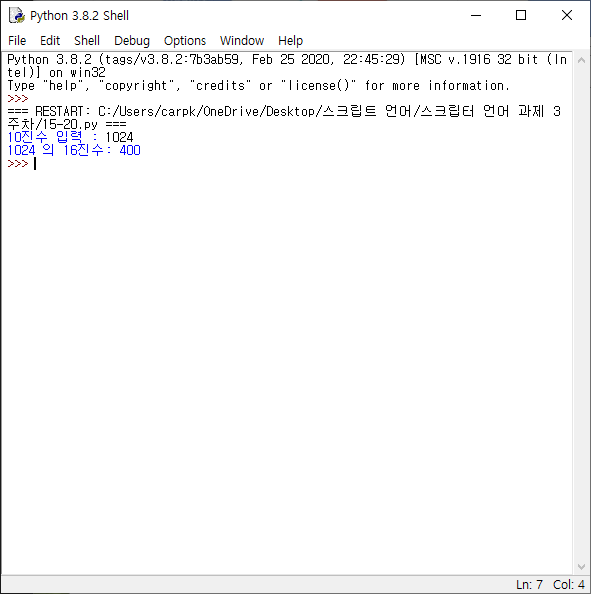 Python 3.8.2 Shell
File Edit Shell Debug Options Window Help
Python 3.8.2 (tags/v3.8.2:7b3ab59, Feb 25 2020, 22:45:29) [MSC v.1916 32 bit (In
tel)] on win32
Type "help", "copyright", "credits" or "license()" for more information.
>>>
=== RESTART: C:/Users/carpk/OneDrive/Desktop/스크립트 언어/스크립터 언어 과제 3
주차/15-20.py ===
10진수 입력 : 1024
1024 의 16진수: 400
>>>
Ln: 7 Col: 4